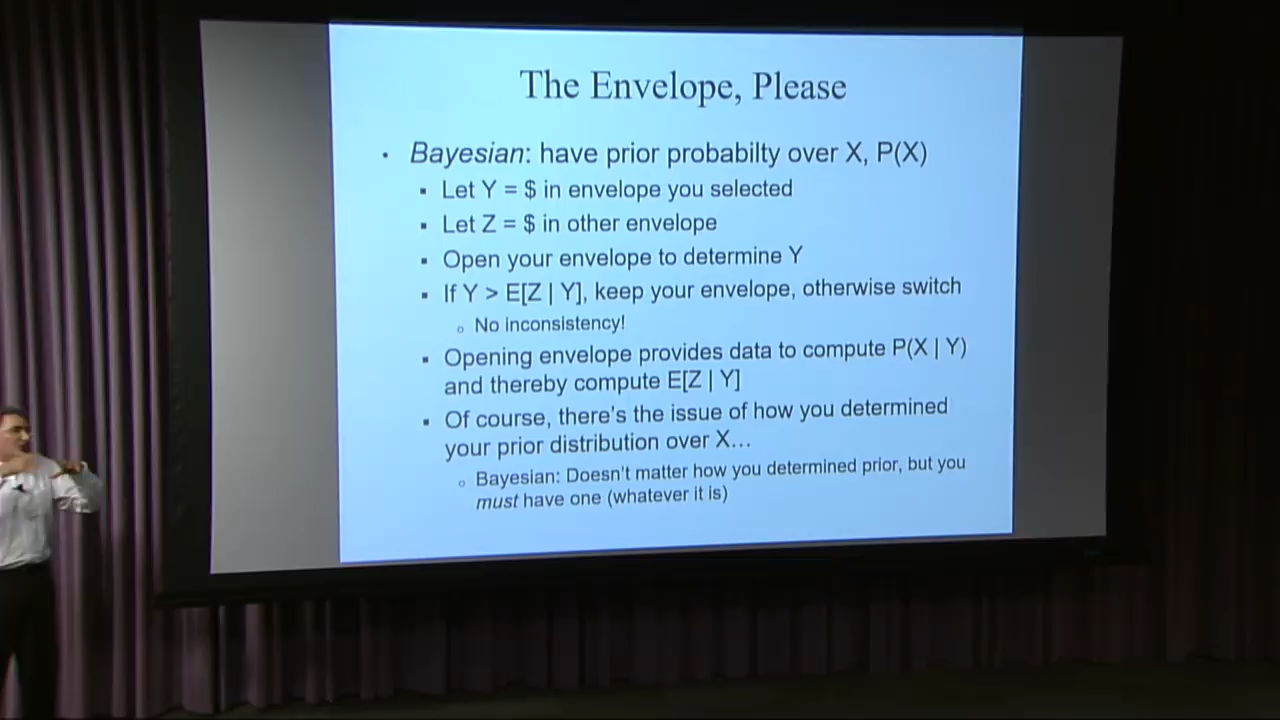 The Envelope, Please
• Bayesian: have prior probabilty over X, P(X)
▪ Let Y = $ in envelope you selected
▪ Let Z = $ in other envelope
▪ Open your envelope to determine Y
▪ If Y > E[Z | Y], keep your envelope, otherwise switch
o No inconsistency!
▪ Opening envelope provides data to compute P(X | Y)
and thereby compute E[Z | Y]
▪ Of course, there's the issue of how you determined
your prior distribution over X...
o Bayesian: Doesn't matter how you determined prior, but you
must have one (whatever it is)